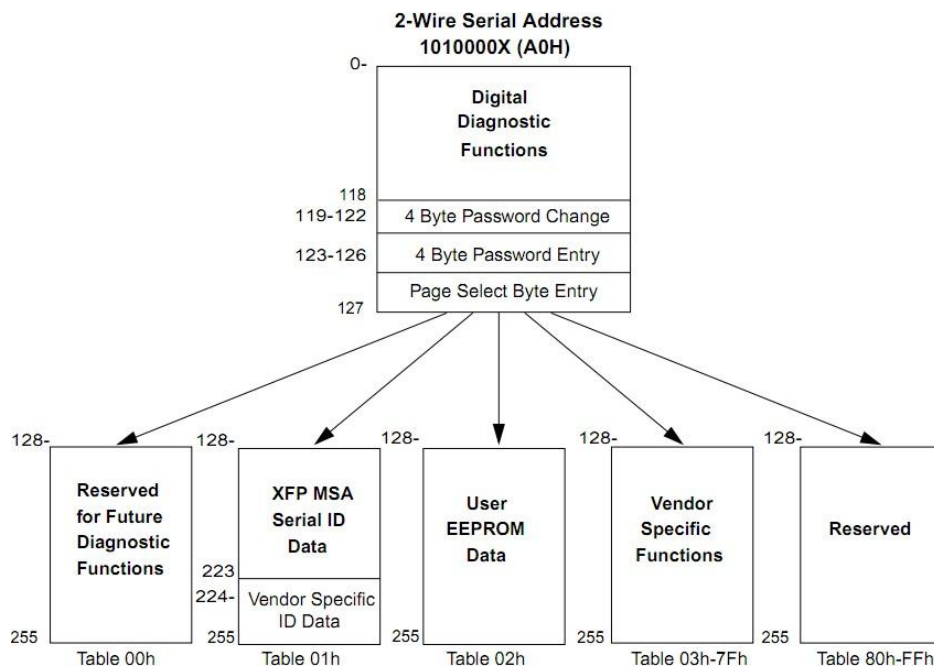 2-Wire Serial Address
1010000X (A0H)
0-
Digital
Diagnostic
Functions
118
119-122
4 Byte Password Change
123-126
4 Byte Password Entry
Page Select Byte Entry
127
128-
128-
128-
128-
128-
Reserved
for Future
Diagnostic
Functions
XFP MSA
Serial ID
Data
User
EEPROM
Data
Vendor
Specific
Functions
Reserved
223
224-
Vendor Specific
ID Data
255
255
255
255
255
Table 00h
Table 01h
Table 02h
Table 03h-7Fh
Table 80h-FFh